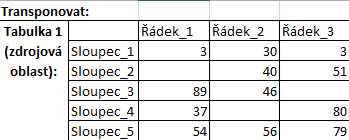 Transponovat:
Tabulka 1 Řádek_1 Řádek_2 Řádek_3
(zdrojová Sloupec_1 3 30 3
oblast): Sloupec_2 40 51
Sloupec_3 89 46
Sloupec_4 37 80
Sloupec_5 54 56 79